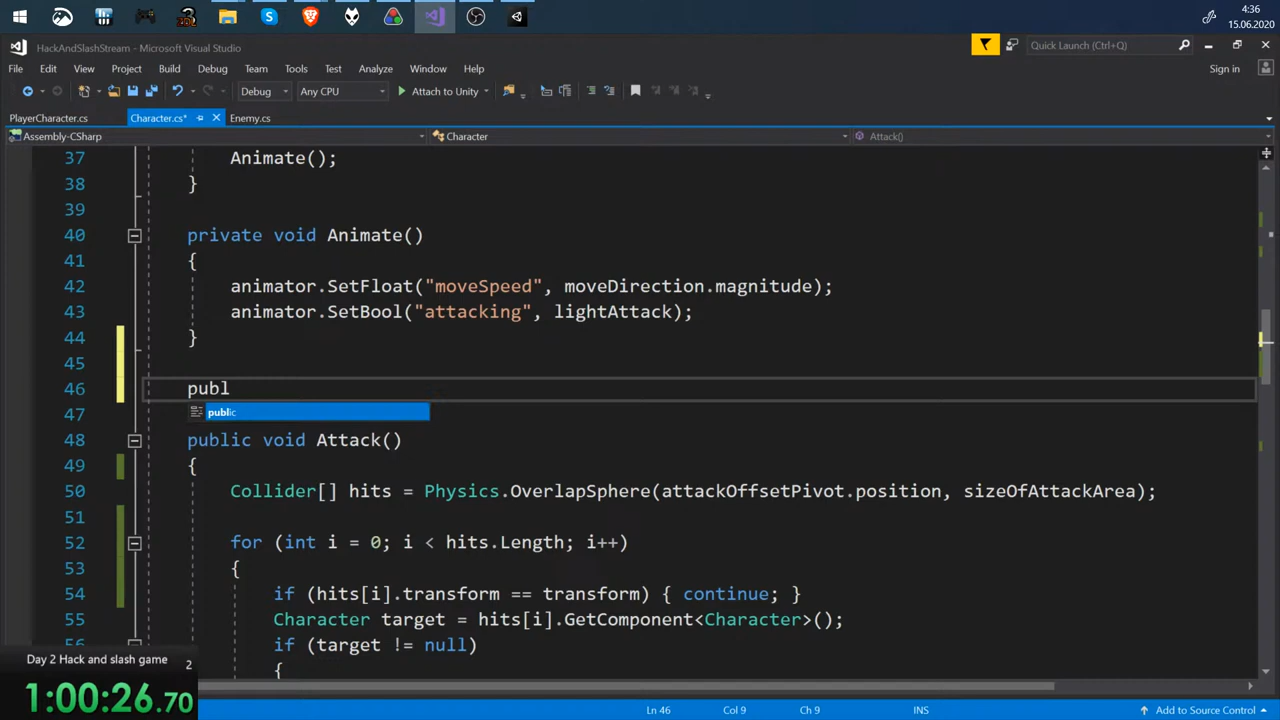 4:36
15.06.2020
HackAndSlashStream - Microsoft Visual Studio
Quick Launch (Ctrl+Q)
File Edit View Project Build Debug Team Tools Test Analyze Window Help
Sign in
Debug Any CPU Attach to Unity
PlayerCharacter.cs Character.cs* Enemy.cs
Assembly-CSharp Character Attack()
37 Animate();
38 }
39
40 private void Animate()
41 {
42 animator.SetFloat("moveSpeed", moveDirection.magnitude);
43 animator.SetBool("attacking", lightAttack);
44 }
45
46 publ
47 public
48 public void Attack()
49 {
50 Collider[] hits = Physics.OverlapSphere(attackOffsetPivot.position, sizeOfAttackArea);
51
52 for (int i = 0; i < hits.Length; i++)
53 {
54 if (hits[i].transform == transform) { continue; }
55 Character target = hits[i].GetComponent<Character>();
56 if (target != null)
{
Day 2 Hack and slash game 2
1:00:26.70
Ln 46 Col 9 Ch 9 INS Add to Source Control